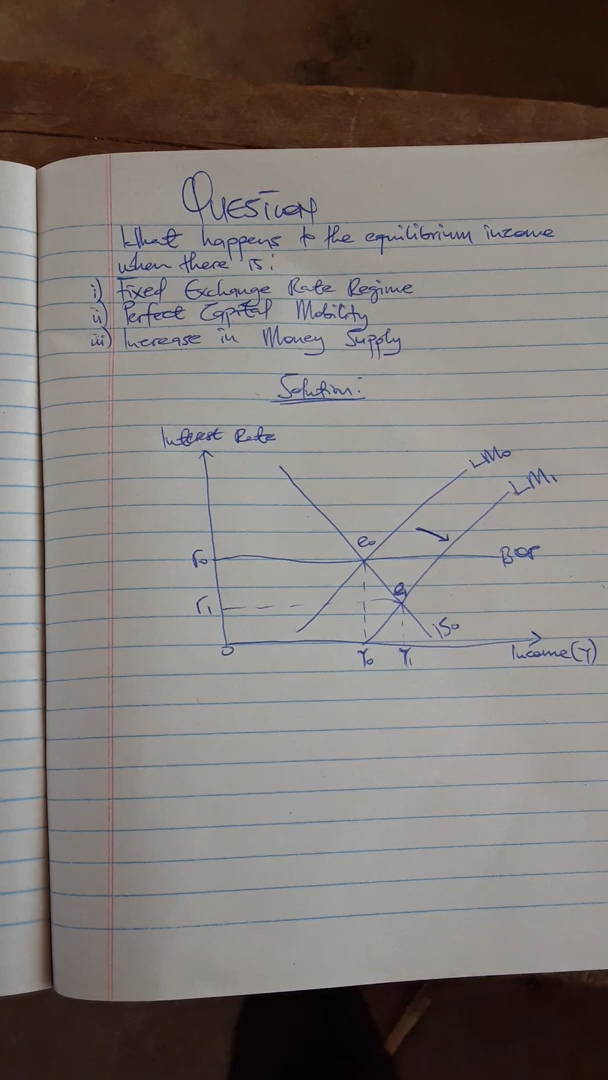 QUESTION
What happens to the equilibrium income
when there is:
i) Fixed Exchange Rate Regime
ii) Perfect Capital Mobility
iii) Increase in Money Supply
Solution:
Interest Rate
LM₀
LM₁
e₀
r₀
BOP
e₁
r₁
IS₀
0
Y₀
Y₁
Income (Y)